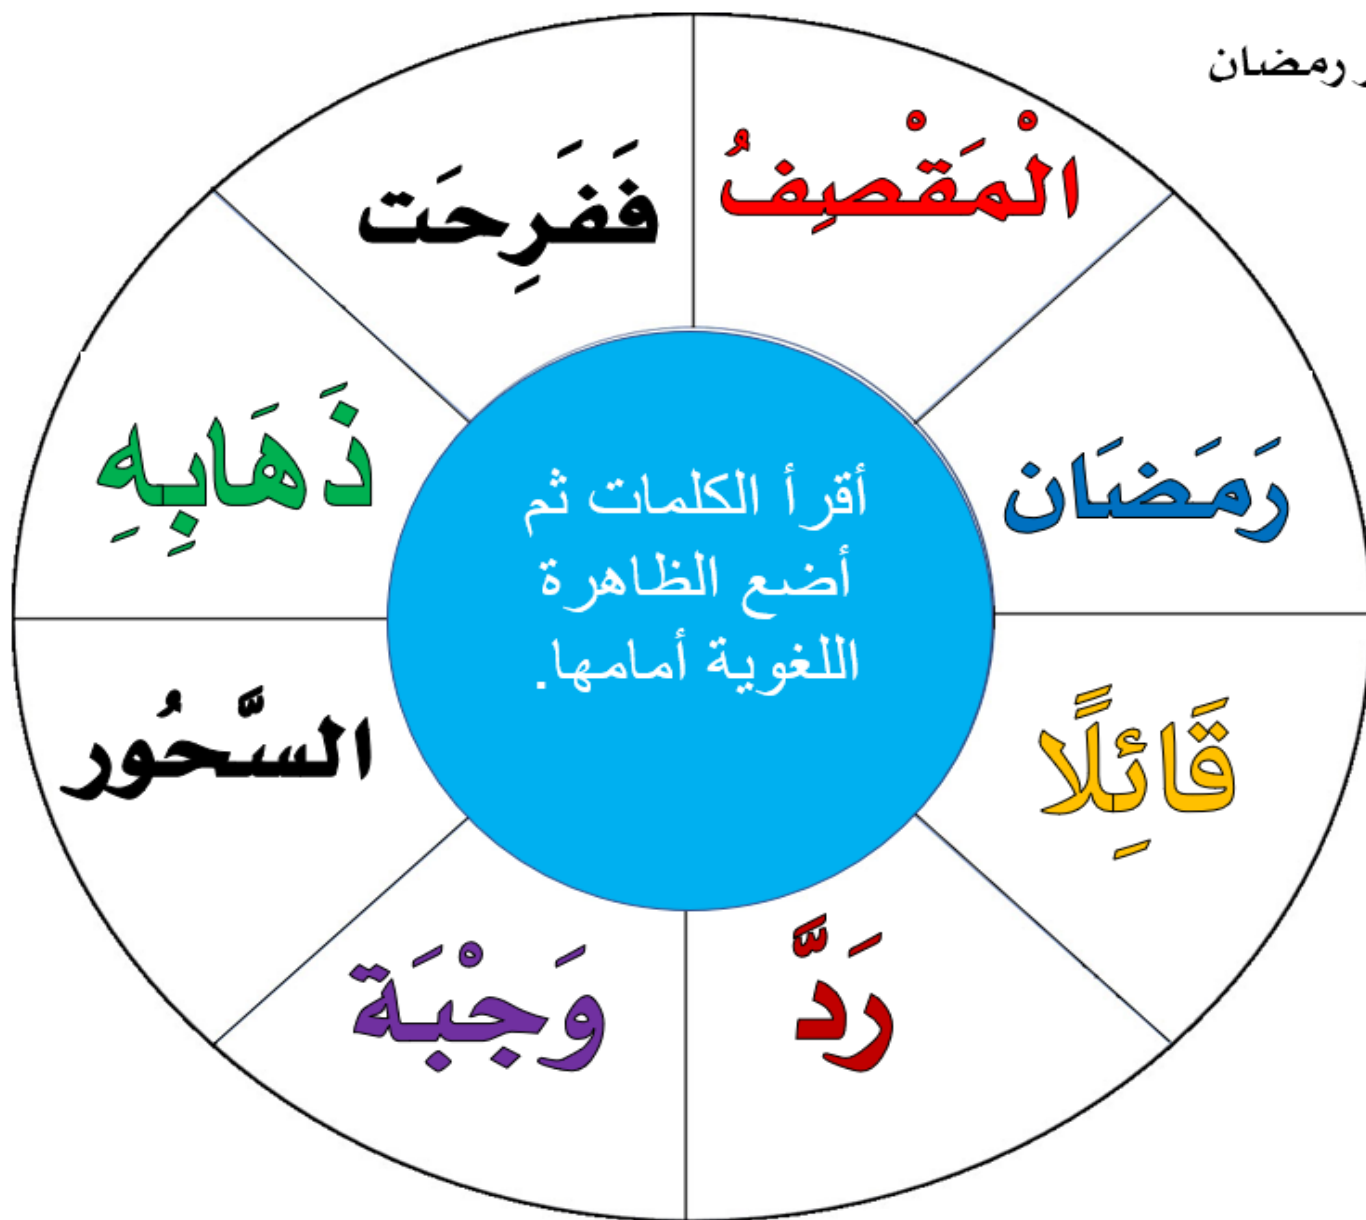 رمضان
الْمَقْصِفُ
فَفَرِحَت
رَمَضَان
ذَهَابِهِ
أقرأ الكلمات ثم
أضع الظاهرة
اللغوية أمامها.
قَائِلًا
السَّحُور
رَدَّ
وَجْبَة